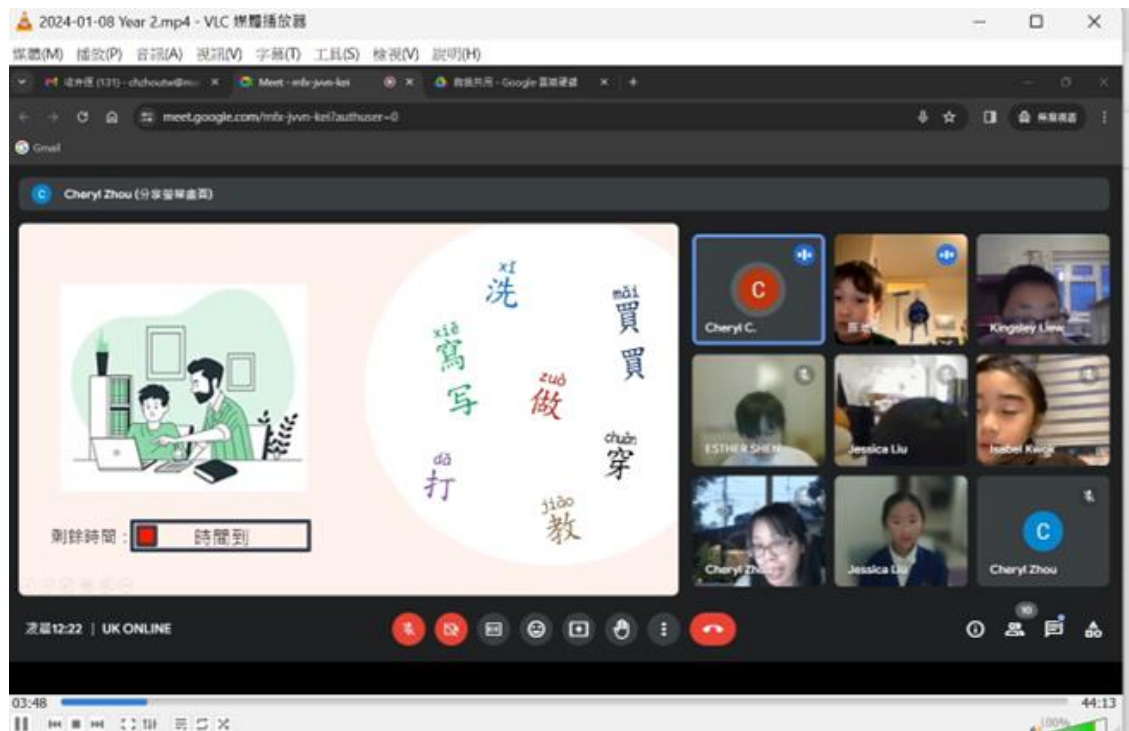 2024-01-08 Year 2.mp4 - VLC 媒體播放器
媒體(M) 播放(P) 音訊(A) 視訊(V) 字幕(T) 工具(S) 檢視(V) 說明(H)
Meet - mfx-jvvn-kei
meet.google.com/mfx-jvvn-kei?authuser=0
Gmail
C Cheryl Zhou (分享螢幕畫面)
xǐ
洗
mǎi
買 買
xiě
寫 写
zuò
做
chuān
穿
dǎ
打
jiāo
教
剩餘時間： 時間到
C
Cheryl C.
Kingsley Liew
ESTHER SHEN
Jessica Liu
Isabel Kwok
Cheryl Zhou
Jessica Liu
C
Cheryl Zhou
凌晨12:22 | UK ONLINE
10
03:48
44:13
100%